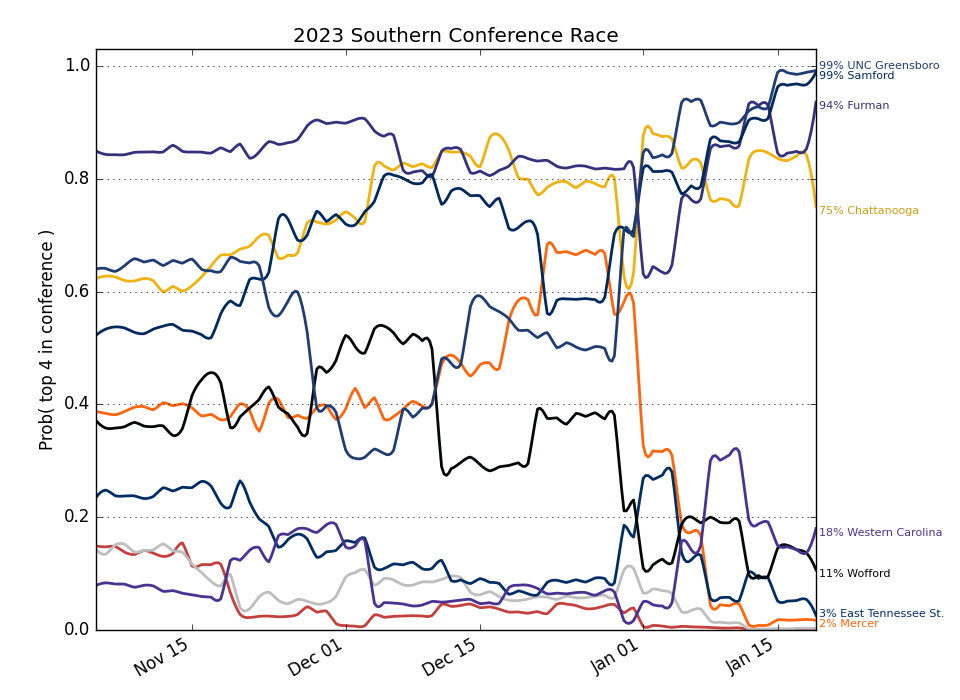 2023 Southern Conference Race
Prob( top 4 in conference )
1.0
0.8
0.6
0.4
0.2
0.0
Nov 15
Dec 01
Dec 15
Jan 01
Jan 15
99% UNC Greensboro
99% Samford
94% Furman
75% Chattanooga
18% Western Carolina
11% Wofford
3% East Tennessee St.
2% Mercer